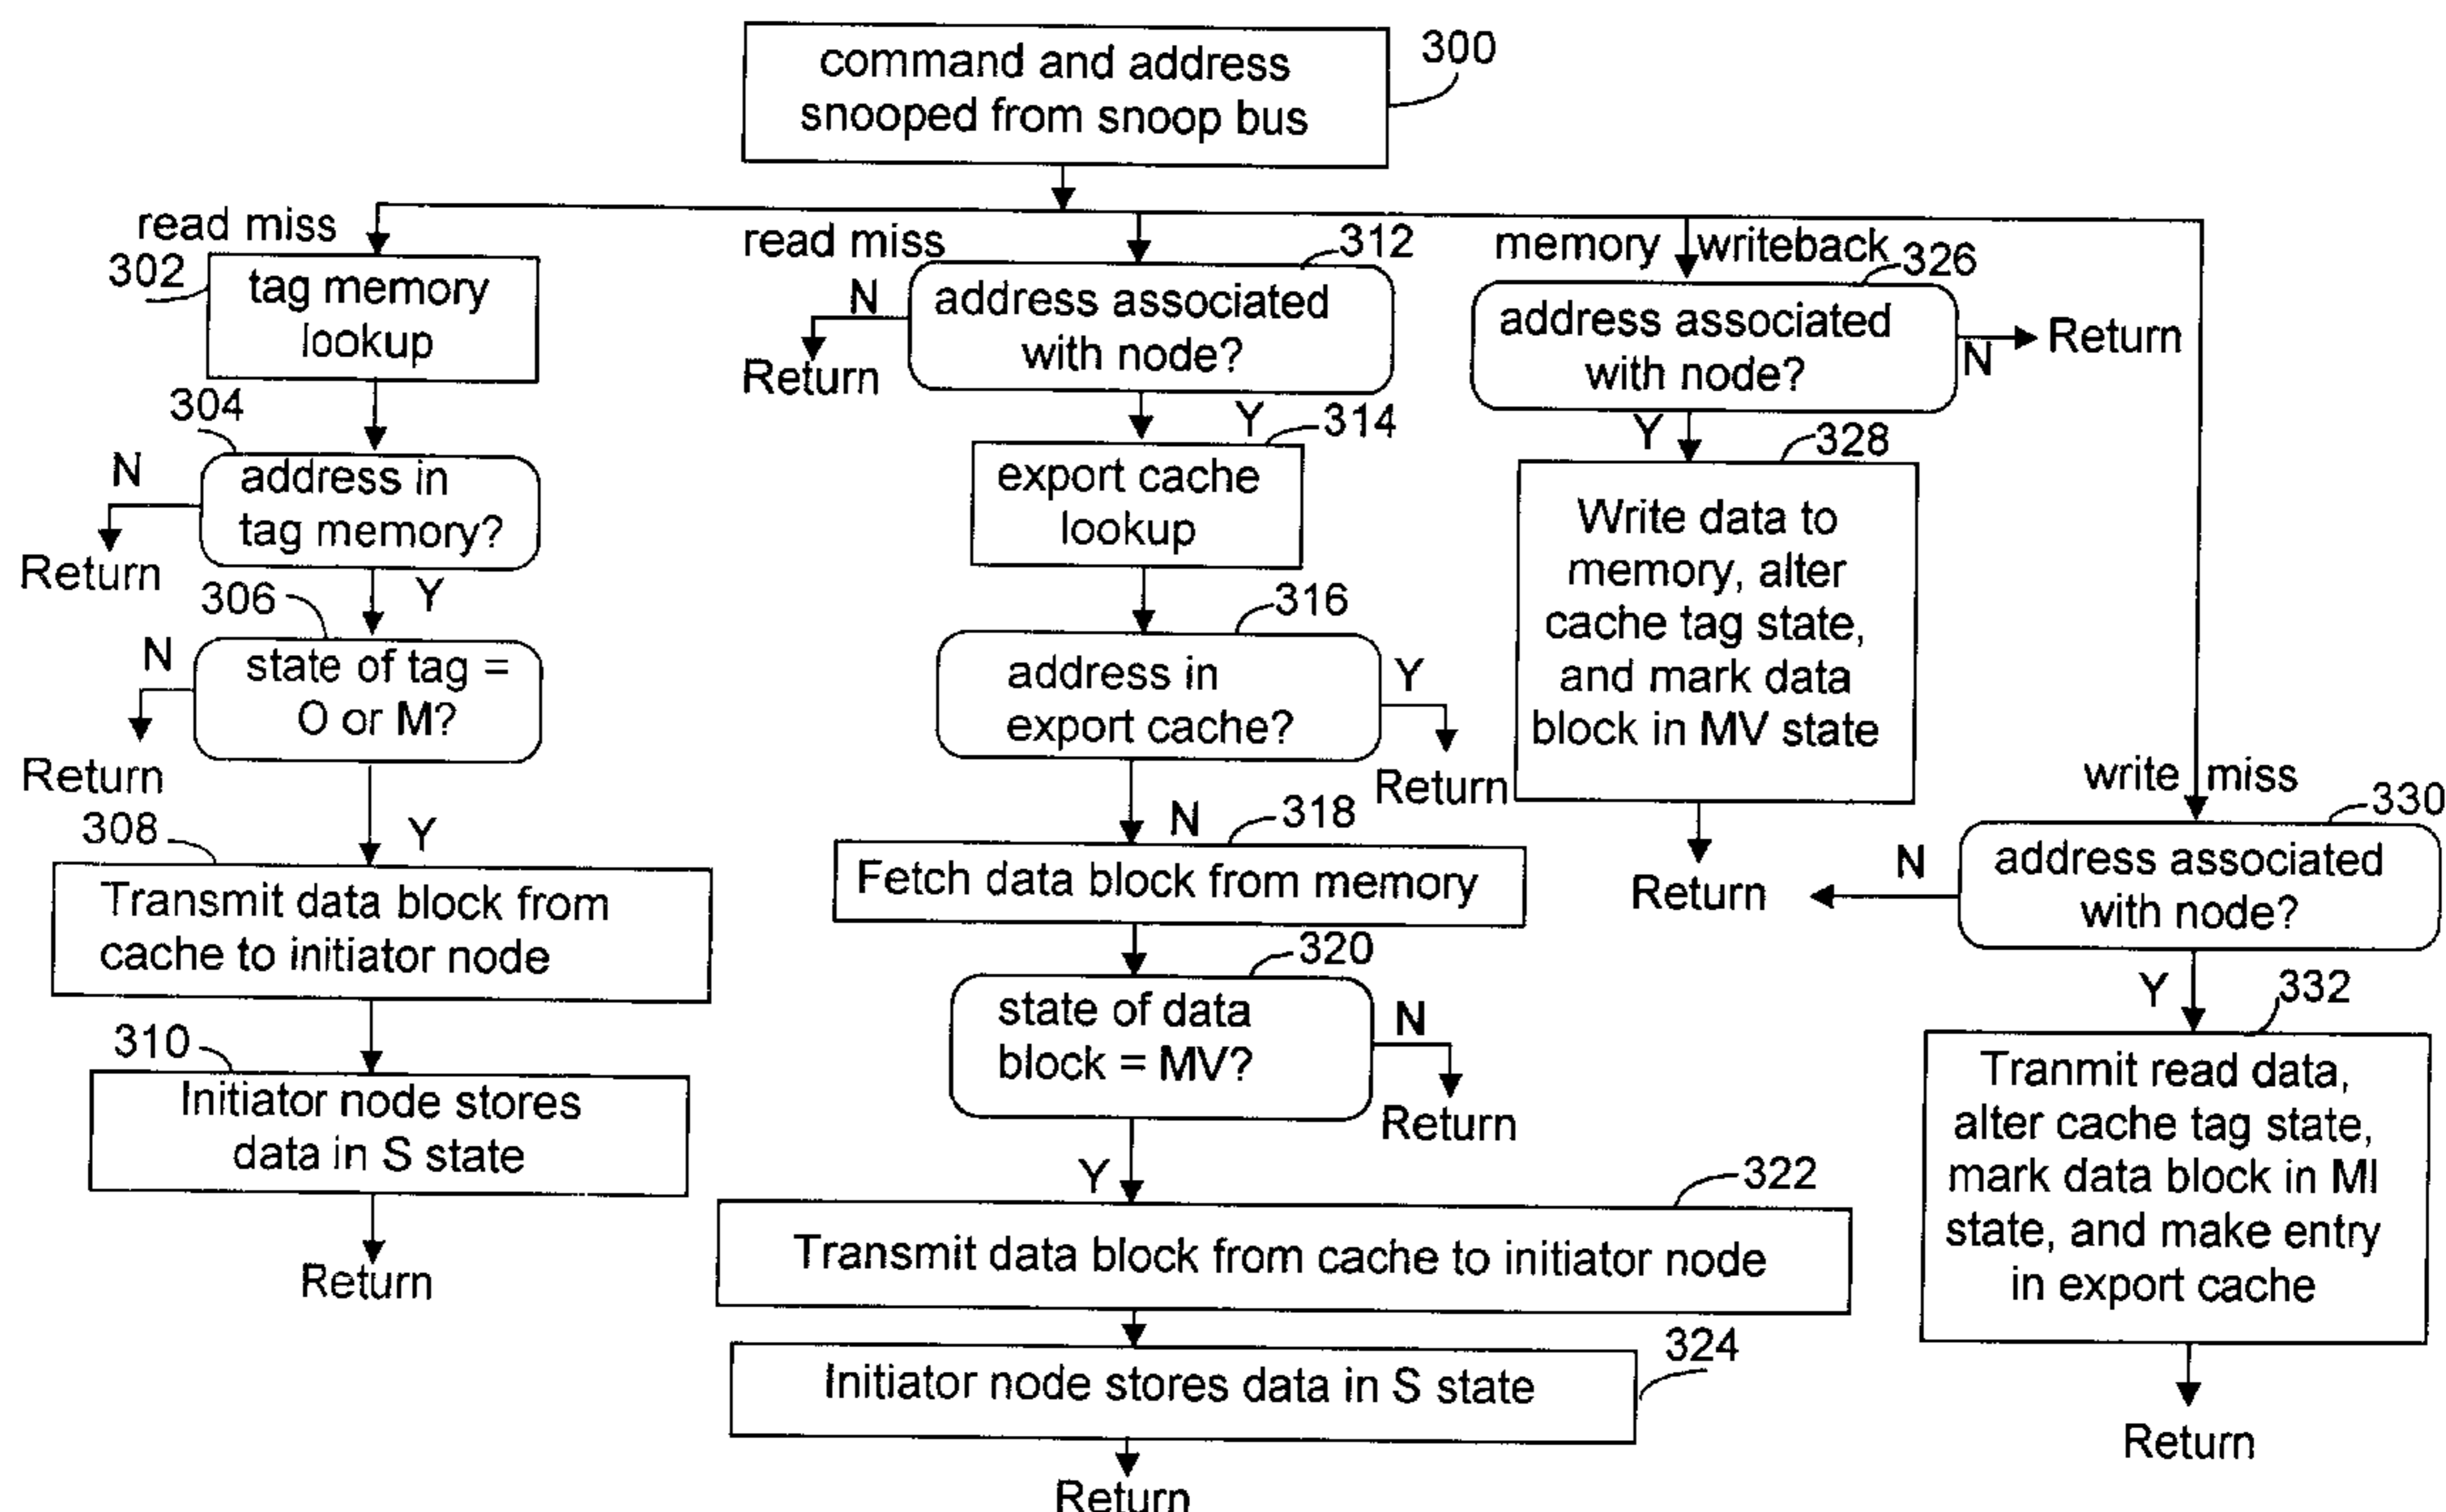 command and address
snooped from snoop bus
300
read miss
302
tag memory
lookup
304
N
address in
tag memory?
Return
Y
306
N
state of tag =
O or M?
Return
Y
308
Transmit data block from
cache to initiator node
310
Initiator node stores
data in S state
Return
read miss
312
N
address associated
with node?
Return
Y
314
export cache
lookup
316
address in
export cache?
Y
Return
N
318
Fetch data block from memory
320
state of data
block = MV?
N
Return
Y
322
Transmit data block from cache to initiator node
324
Initiator node stores data in S state
Return
memory writeback
326
address associated
with node?
N
Return
Y
328
Write data to
memory, alter
cache tag state,
and mark data
block in MV state
Return
write miss
330
N
address associated
with node?
Y
332
Tranmit read data,
alter cache tag state,
mark data block in MI
state, and make entry
in export cache
Return